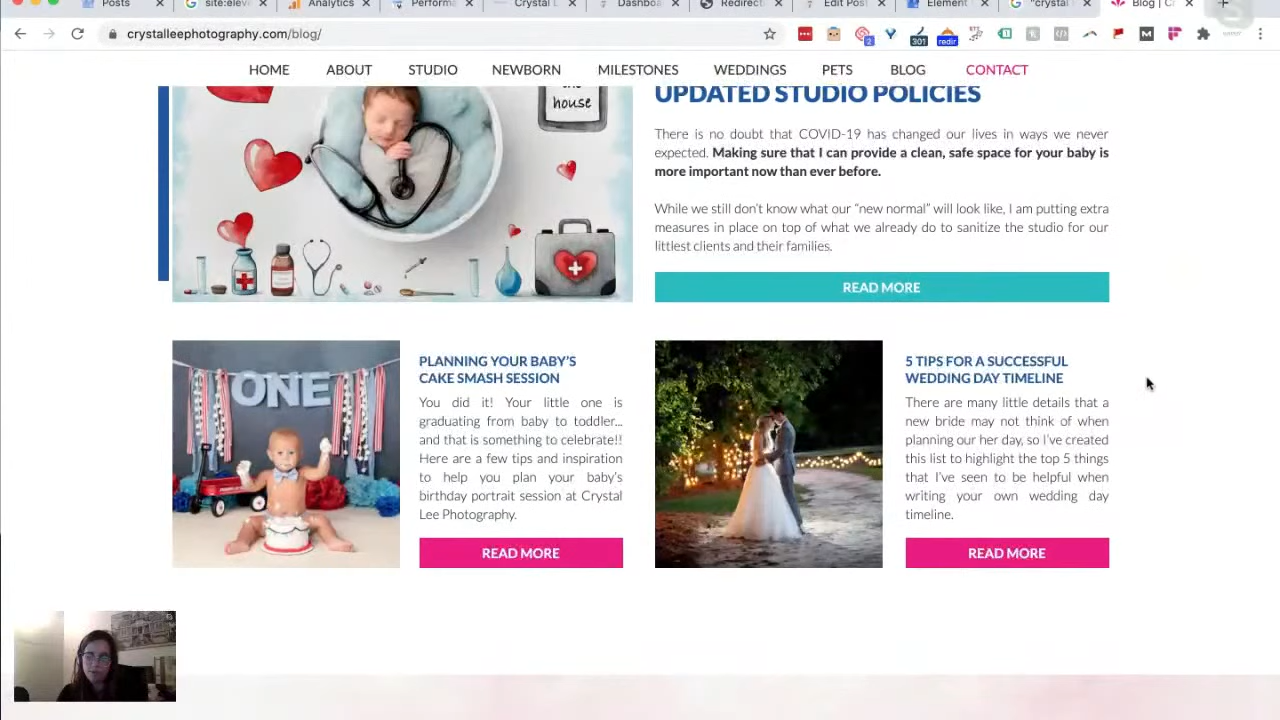 Posts
site:elevi
Analytics
Performa
Crystal L
Dashboa
Redirecti
Edit Post
Element
"crystal
Blog | C
crystalleephotography.com/blog/
2
301
redir
HOME ABOUT STUDIO NEWBORN MILESTONES WEDDINGS PETS BLOG CONTACT
house
UPDATED STUDIO POLICIES
There is no doubt that COVID-19 has changed our lives in ways we never
expected. Making sure that I can provide a clean, safe space for your baby is
more important now than ever before.
While we still don't know what our “new normal” will look like, I am putting extra
measures in place on top of what we already do to sanitize the studio for our
littlest clients and their families.
READ MORE
ONE
PLANNING YOUR BABY'S
CAKE SMASH SESSION
You did it! Your little one is
graduating from baby to toddler...
and that is something to celebrate!!
Here are a few tips and inspiration
to help you plan your baby's
birthday portrait session at Crystal
Lee Photography.
READ MORE
5 TIPS FOR A SUCCESSFUL
WEDDING DAY TIMELINE
There are many little details that a
new bride may not think of when
planning our her day, so I've created
this list to highlight the top 5 things
that I've seen to be helpful when
writing your own wedding day
timeline.
READ MORE